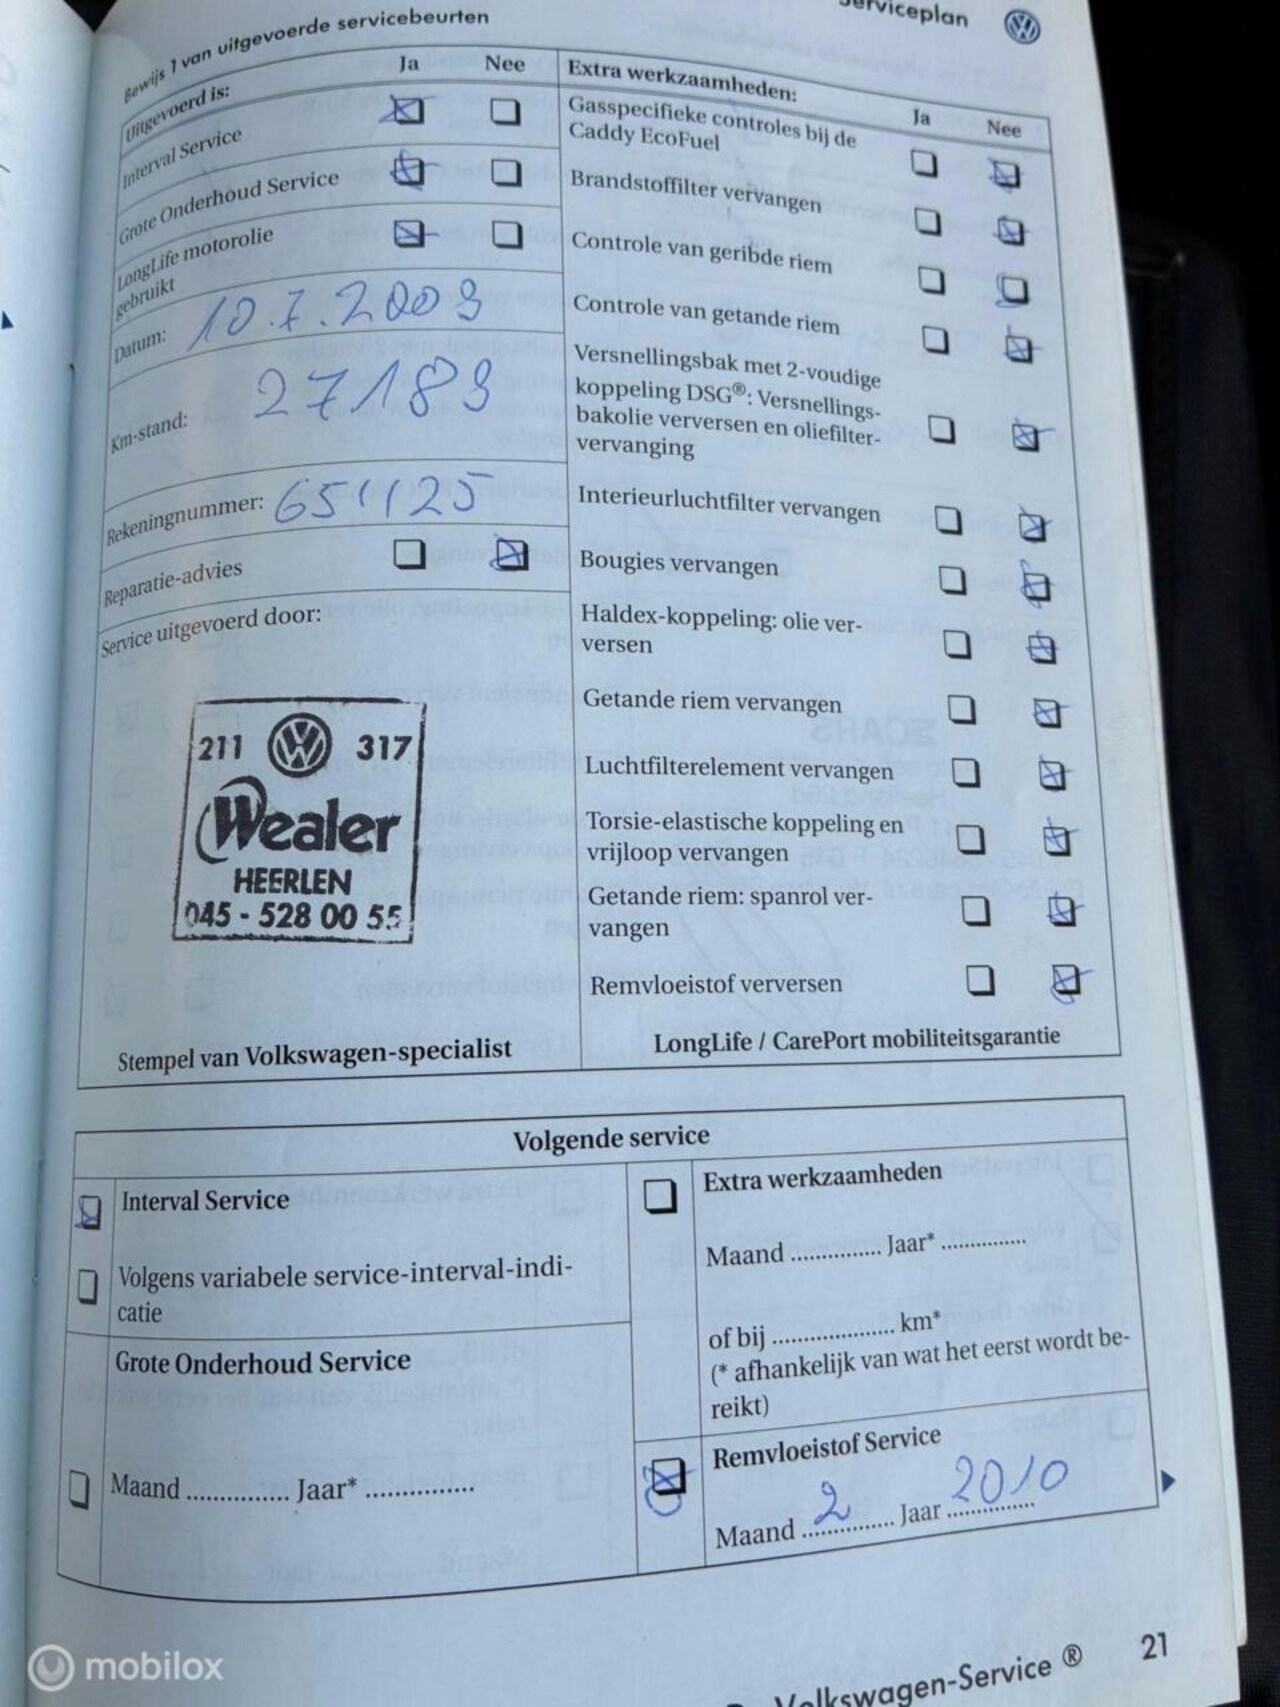 Serviceplan
Bewijs 1 van uitgevoerde servicebeurten
Uitgevoerd is:
Ja
Nee
Interval Service
Grote Onderhoud Service
LongLife motorolie
gebruikt
Datum: 10.7.2009
Km-stand: 27189
Rekeningnummer: 651125
Reparatie-advies
Service uitgevoerd door:
211 317
Wealer
HEERLEN
045 - 528 00 55
Stempel van Volkswagen-specialist
Extra werkzaamheden:
Ja
Nee
Gasspecifieke controles bij de
Caddy EcoFuel
Brandstoffilter vervangen
Controle van geribde riem
Controle van getande riem
Versnellingsbak met 2-voudige
koppeling DSG®: Versnellings-
bakolie verversen en oliefilter-
vervanging
Interieurluchtfilter vervangen
Bougies vervangen
Haldex-koppeling: olie ver-
versen
Getande riem vervangen
Luchtfilterelement vervangen
Torsie-elastische koppeling en
vrijloop vervangen
Getande riem: spanrol ver-
vangen
Remvloeistof verversen
LongLife / CarePort mobiliteitsgarantie
Volgende service
Interval Service
Volgens variabele service-interval-indi-
catie
Grote Onderhoud Service
Maand ............... Jaar* ................
Extra werkzaamheden
Maand ............... Jaar* ...............
of bij .................... km*
(* afhankelijk van wat het eerst wordt be-
reikt)
Remvloeistof Service
Maand 2 Jaar 2010
Volkswagen-Service ® 21
mobilox